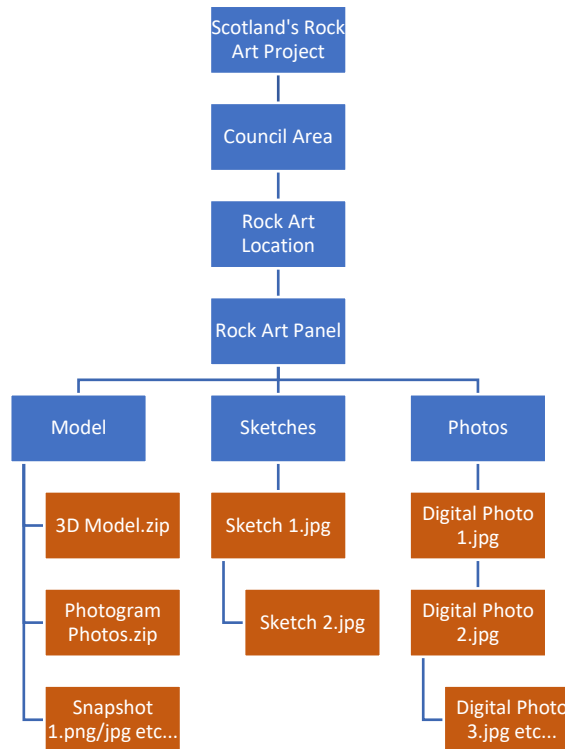 Scotland's Rock
Art Project
Council Area
Rock Art
Location
Rock Art Panel
Model
Sketches
Photos
3D Model.zip
Sketch 1.jpg
Digital Photo
1.jpg
Photogram
Photos.zip
Sketch 2.jpg
Digital Photo
2.jpg
Snapshot
1.png/jpg etc...
Digital Photo
3.jpg etc...